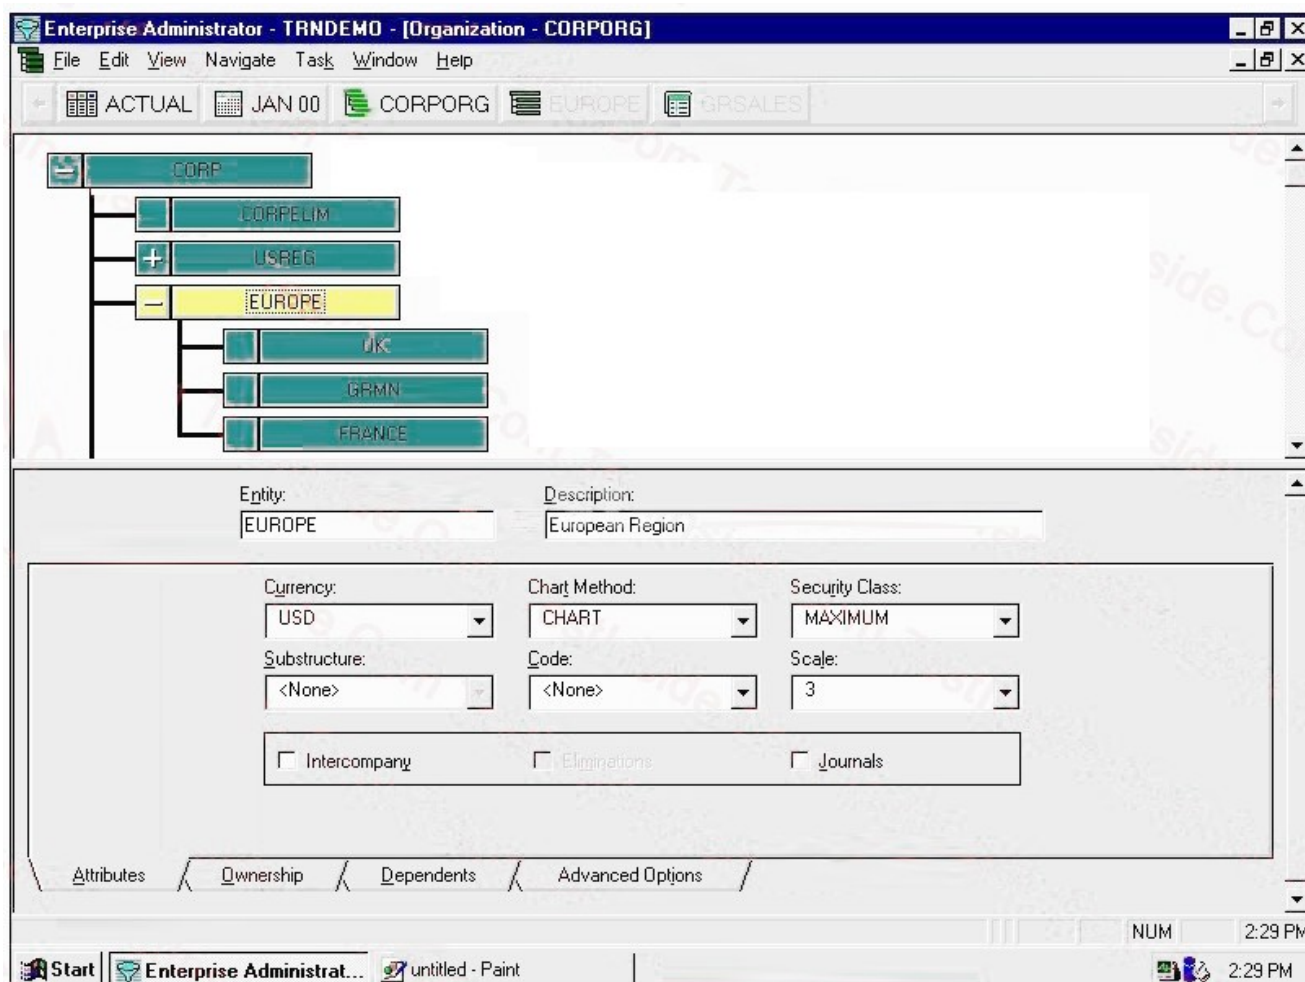 Enterprise Administrator - TRNDEMO - [Organization - CORPORG]
File Edit View Navigate Task Window Help
ACTUAL JAN 00 CORPORG EUROPE GRSALES
CORP
CORPELIM
USREG
EUROPE
UK
GRMN
FRANCE
Entity: Description:
EUROPE European Region
Currency: Chart Method: Security Class:
USD CHART MAXIMUM
Substructure: Code: Scale:
<None> <None> 3
Intercompany Eliminations Journals
Attributes Ownership Dependents Advanced Options
NUM 2:29 PM
Start Enterprise Administrat... untitled - Paint 2:29 PM